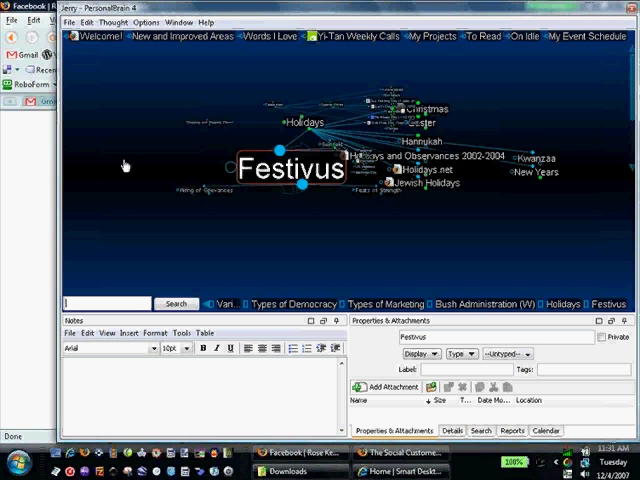 Facebook | Ro
Jerry - PersonalBrain 4
File Edit
File Edit Thought Options Window Help
Welcome! New and Improved Areas Words I Love Yi-Tan Weekly Calls My Projects To Read On Idle My Event Schedule
Gmail
Recen
RoboForm
Gm
Christmas
Holidays
Easter
Hannukah
Holidays and Observances 2002-2004
Kwanzaa
Festivus
Holidays.net
New Years
Jewish Holidays
Airing of Grievances
Feats of Strength
Search
Vari... Types of Democracy Types of Marketing Bush Administration (W) Holidays Festivus
Notes
Properties & Attachments
File Edit View Insert Format Tools Table
Festivus
Private
Arial 10pt B I U
Display Type --Untyped--
Label: Tags:
Add Attachment
Name Size T... Date Mo... Location
Properties & Attachments Details Search Reports Calendar
Done
11:31 AM
Facebook | Rose Ke...
The Social Custome...
Tuesday
Downloads
Home | Smart Deskt...
100%
12/4/2007